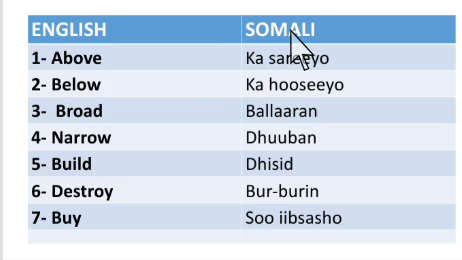 ENGLISH SOMALI
1- Above Ka sareeyo
2- Below Ka hooseeyo
3- Broad Ballaaran
4- Narrow Dhuuban
5- Build Dhisid
6- Destroy Bur-burin
7- Buy Soo iibsasho